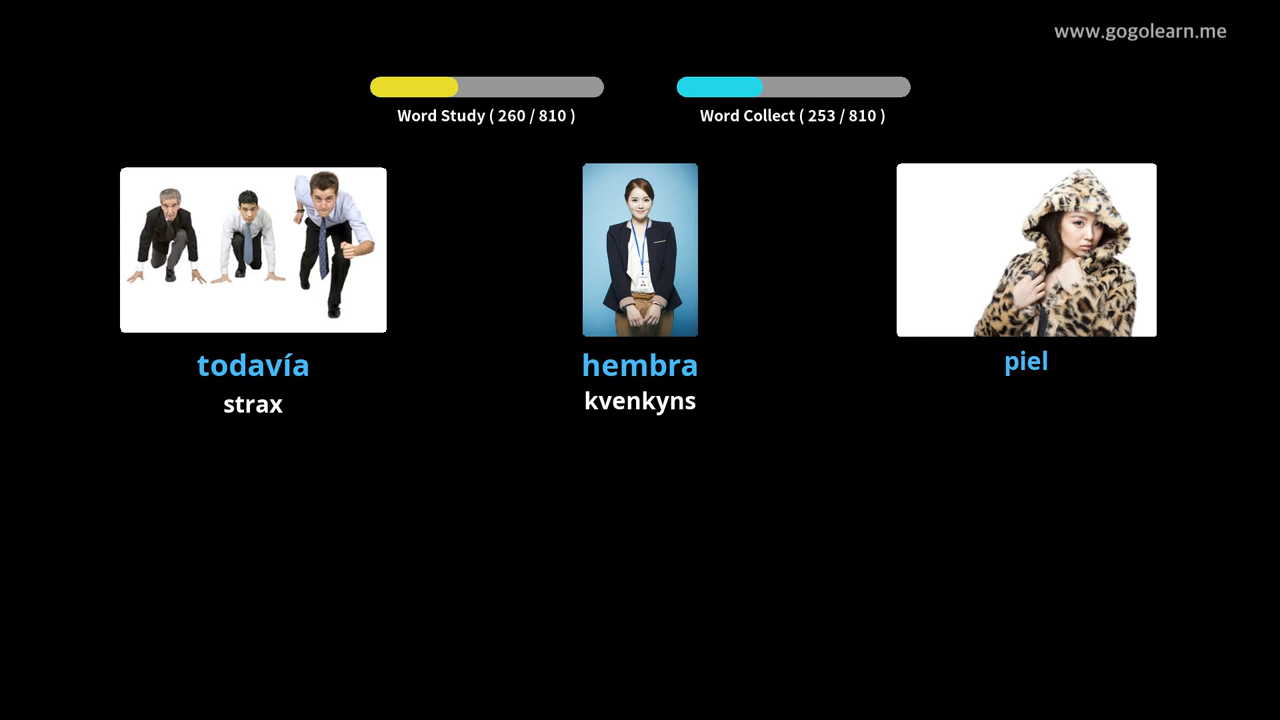 www.gogolearn.me
Word Study ( 260 / 810 )
Word Collect ( 253 / 810 )
todavía
strax
hembra
kvenkyns
piel